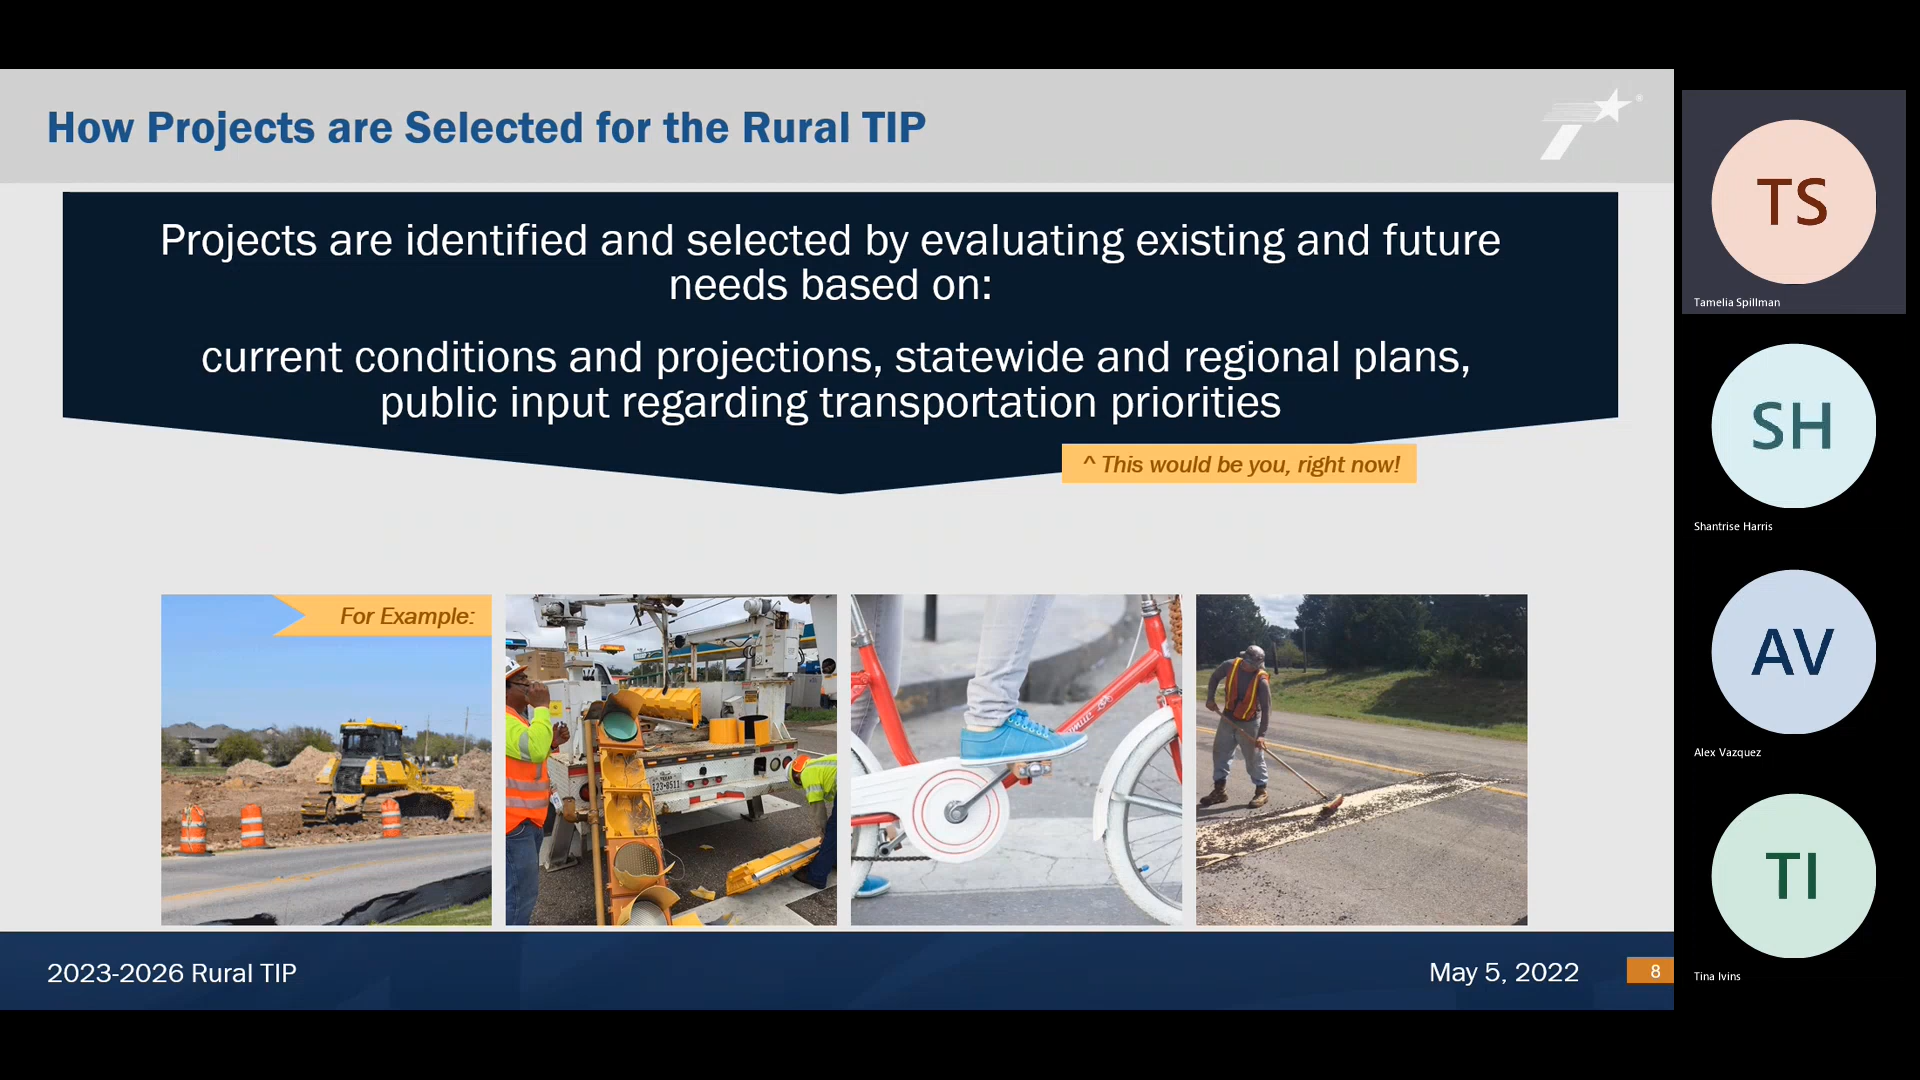 How Projects are Selected for the Rural TIP
Projects are identified and selected by evaluating existing and future
needs based on:
current conditions and projections, statewide and regional plans,
public input regarding transportation priorities
^ This would be you, right now!
For Example:
2023-2026 Rural TIP
May 5, 2022
8
TS
Tamelia Spillman
SH
Shantrise Harris
AV
Alex Vazquez
TI
Tina Ivins